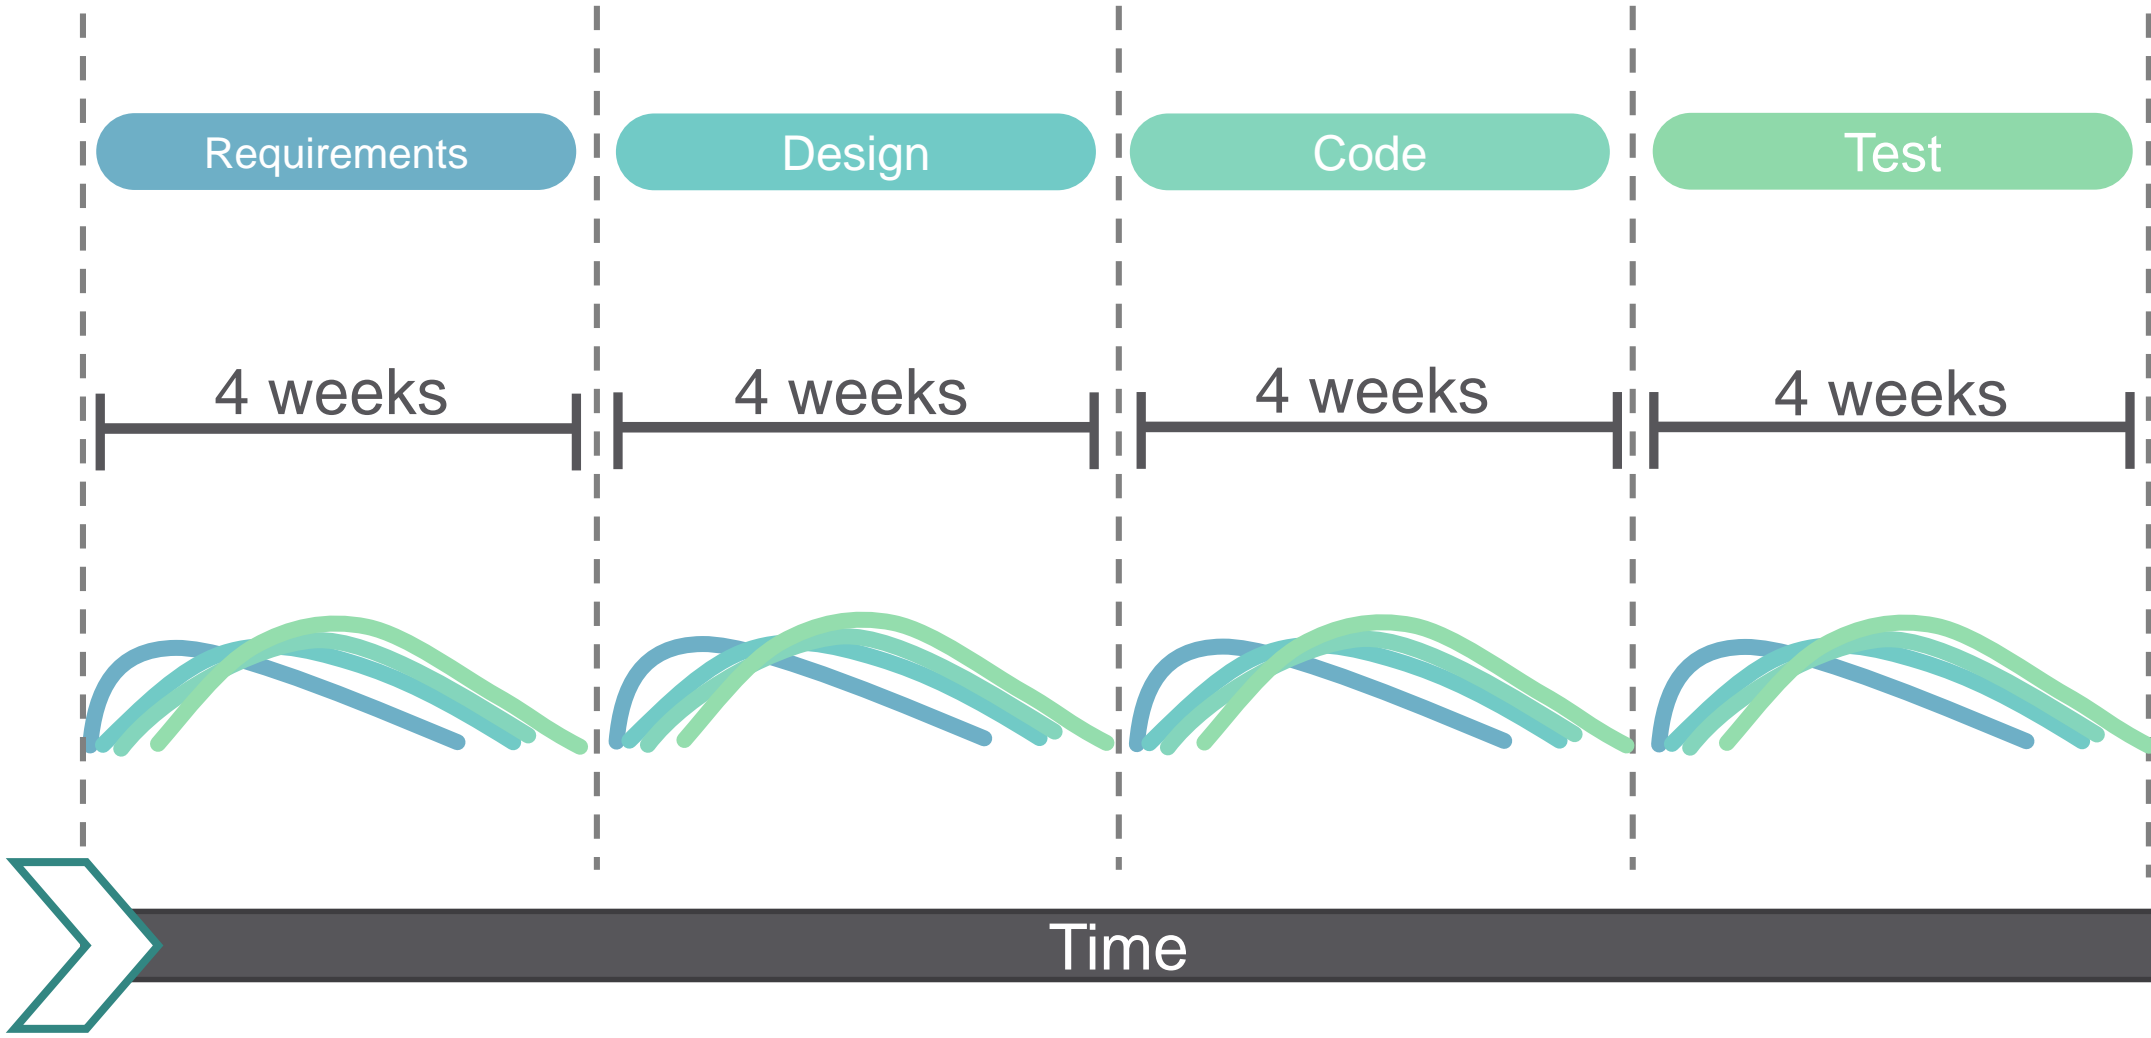 Requirements
Design
Code
Test
4 weeks
4 weeks
4 weeks
4 weeks
Time